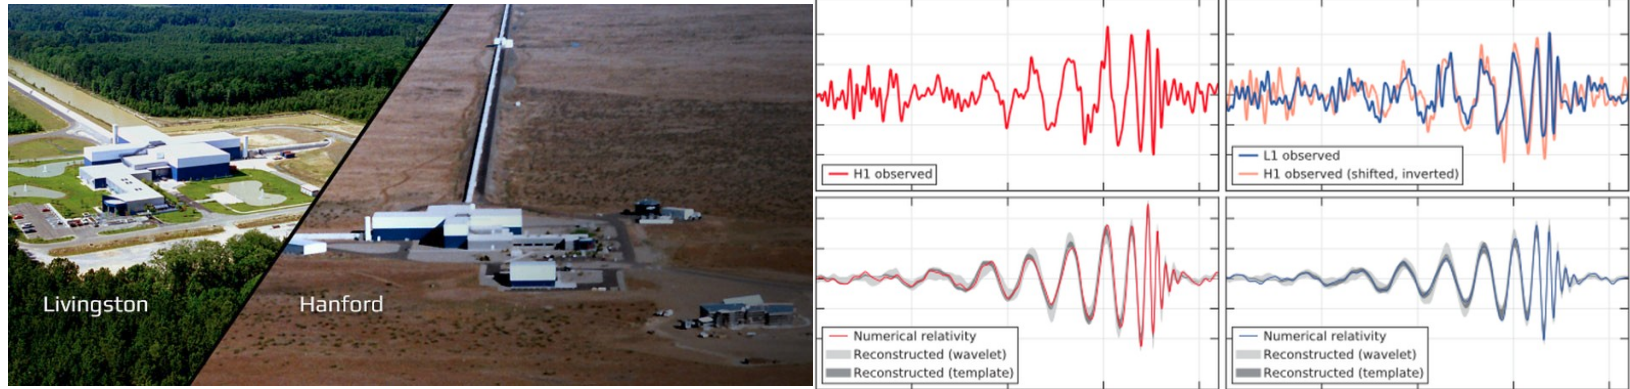 Livingston
Hanford
H1 observed
L1 observed
H1 observed (shifted, inverted)
Numerical relativity
Reconstructed (wavelet)
Reconstructed (template)
Numerical relativity
Reconstructed (wavelet)
Reconstructed (template)